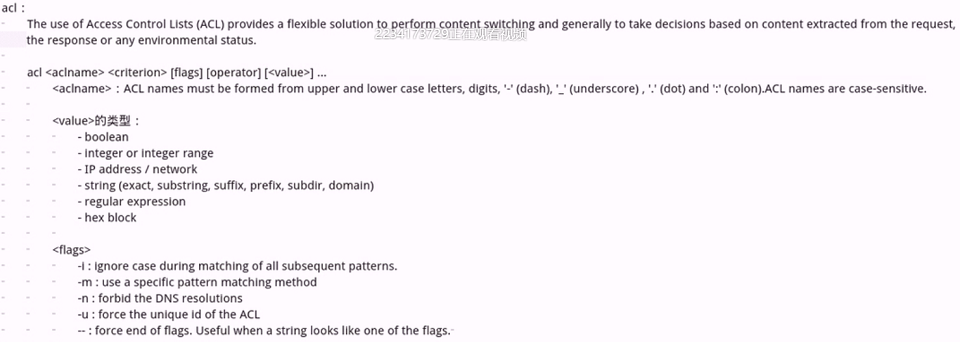 acl：
The use of Access Control Lists (ACL) provides a flexible solution to perform content switching and generally to take decisions based on content extracted from the request,
the response or any environmental status.
2234173729正在观看视频
acl <aclname> <criterion> [flags] [operator] [<value>] ...
<aclname>：ACL names must be formed from upper and lower case letters, digits, '-' (dash), '_' (underscore) , '.' (dot) and ':' (colon).ACL names are case-sensitive.
<value>的类型：
- boolean
- integer or integer range
- IP address / network
- string (exact, substring, suffix, prefix, subdir, domain)
- regular expression
- hex block
<flags>
-i : ignore case during matching of all subsequent patterns.
-m : use a specific pattern matching method
-n : forbid the DNS resolutions
-u : force the unique id of the ACL
-- : force end of flags. Useful when a string looks like one of the flags.